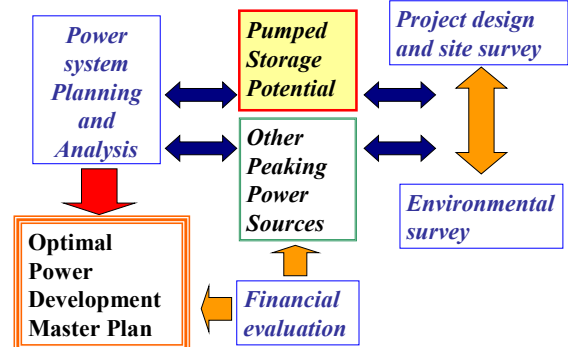 Power
system
Planning
and
Analysis
Pumped
Storage
Potential
Project design
and site survey
Other
Peaking
Power
Sources
Environmental
survey
Optimal
Power
Development
Master Plan
Financial
evaluation